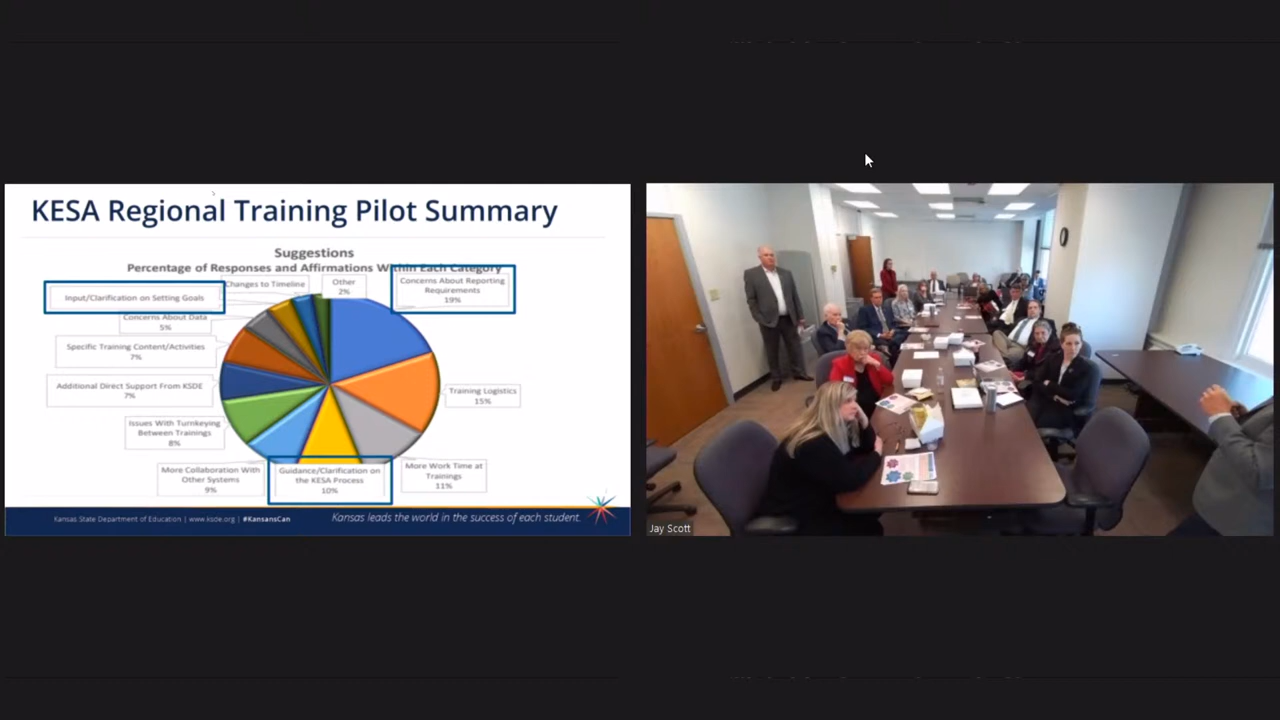 KESA Regional Training Pilot Summary
Suggestions
Percentage of Responses and Affirmations Within Each Category
Changes to Timeline
Other
2%
Concerns About Reporting
Requirements
19%
Input/Clarification on Setting Goals
Concerns About Data
5%
Specific Training Content/Activities
7%
Additional Direct Support From KSDE
7%
Training Logistics
15%
Issues With Turnkeying
Between Trainings
8%
More Collaboration With
Other Systems
9%
Guidance/Clarification on
the KESA Process
10%
More Work Time at
Trainings
11%
Kansas State Department of Education | www.ksde.org | #KansansCan
Kansas leads the world in the success of each student.
Jay Scott